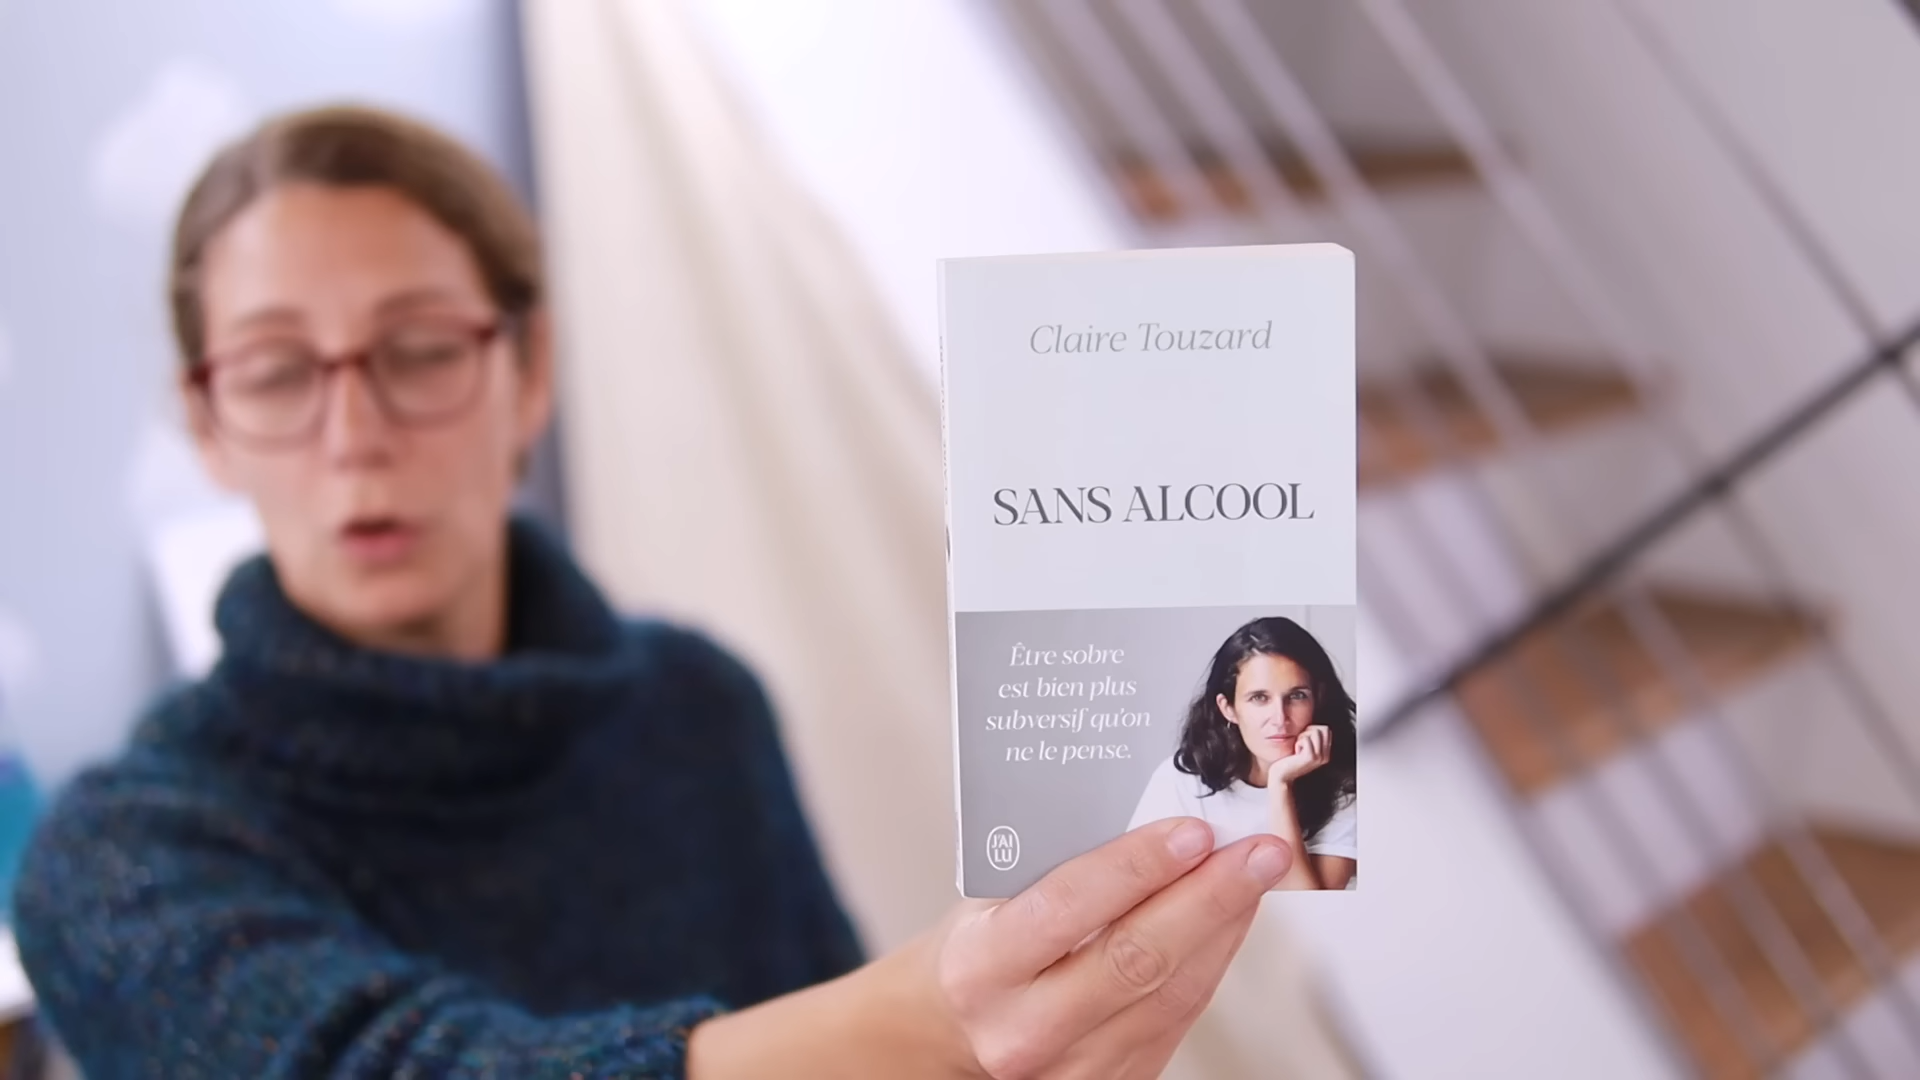 Claire Touzard
SANS ALCOOL
Être sobre
est bien plus
subversif qu'on
ne le pense.
J'AI
LU